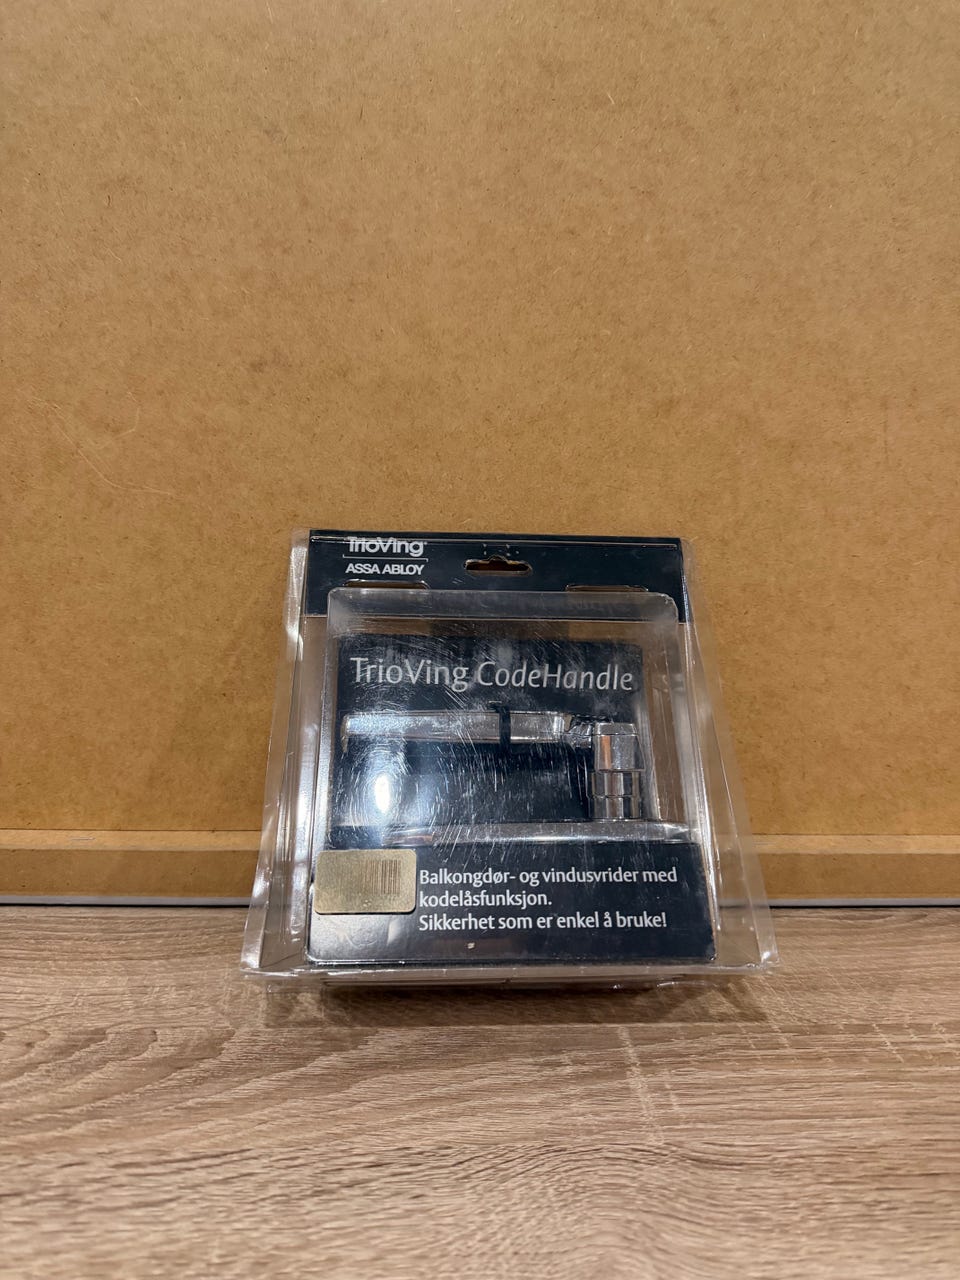 TrioVing®
ASSA ABLOY
TrioVing CodeHandle
Balkongdør- og vindusvrider med
kodelåsfunksjon.
Sikkerhet som er enkel å bruke!